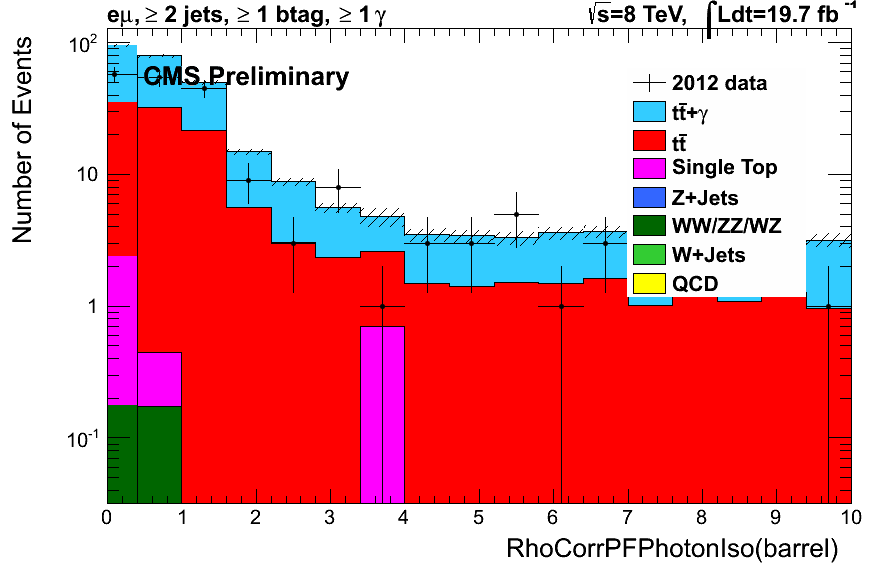 eμ, ≥ 2 jets, ≥ 1 btag, ≥ 1 γ
√s=8 TeV, ∫Ldt=19.7 fb⁻¹
CMS Preliminary
2012 data
tt̄+γ
tt̄
Single Top
Z+Jets
WW/ZZ/WZ
W+Jets
QCD
Number of Events
10²
10
1
10⁻¹
0 1 2 3 4 5 6 7 8 9 10
RhoCorrPFPhotonIso(barrel)